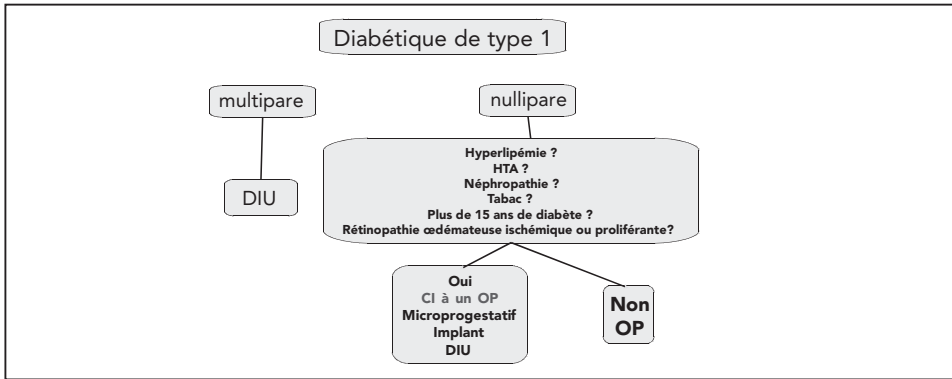 Diabétique de type 1
multipare
nullipare
DIU
Hyperlipémie ?
HTA ?
Néphropathie ?
Tabac ?
Plus de 15 ans de diabète ?
Rétinopathie œdémateuse ischémique ou proliférante?
Oui
CI à un OP
Microprogestatif
Implant
DIU
Non
OP